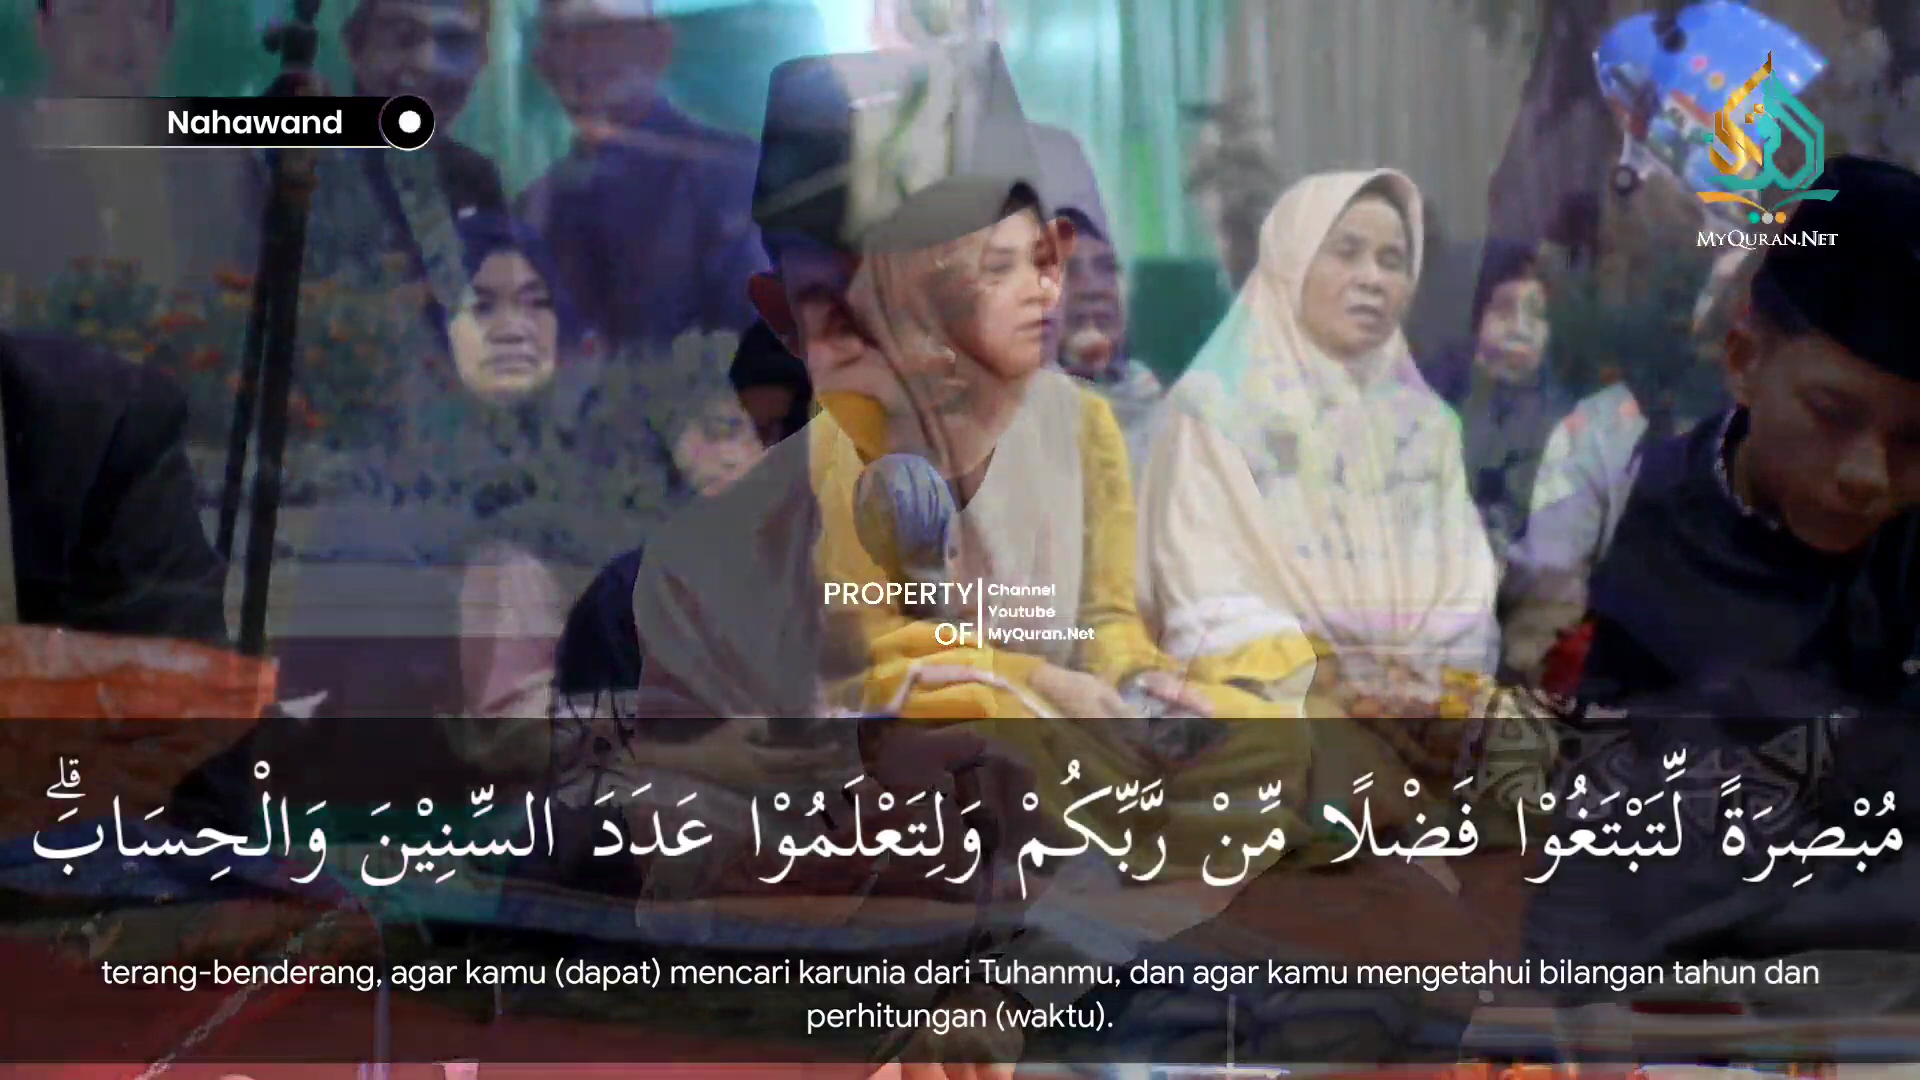 Nahawand
MyQuran.Net
PROPERTY OF
Channel
Youtube
MyQuran.Net
مُبْصِرَةً لِّتَبْتَغُوْا فَضْلًا مِّنْ رَّبِّكُمْ وَلِتَعْلَمُوْا عَدَدَ السِّنِيْنَ وَالْحِسَابَۗ
terang-benderang, agar kamu (dapat) mencari karunia dari Tuhanmu, dan agar kamu mengetahui bilangan tahun dan
perhitungan (waktu).